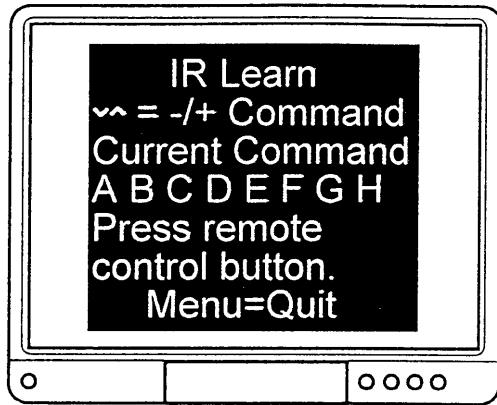 IR Learn
⌄⌃ = -/+ Command
Current Command
A B C D E F G H
Press remote
control button.
Menu=Quit